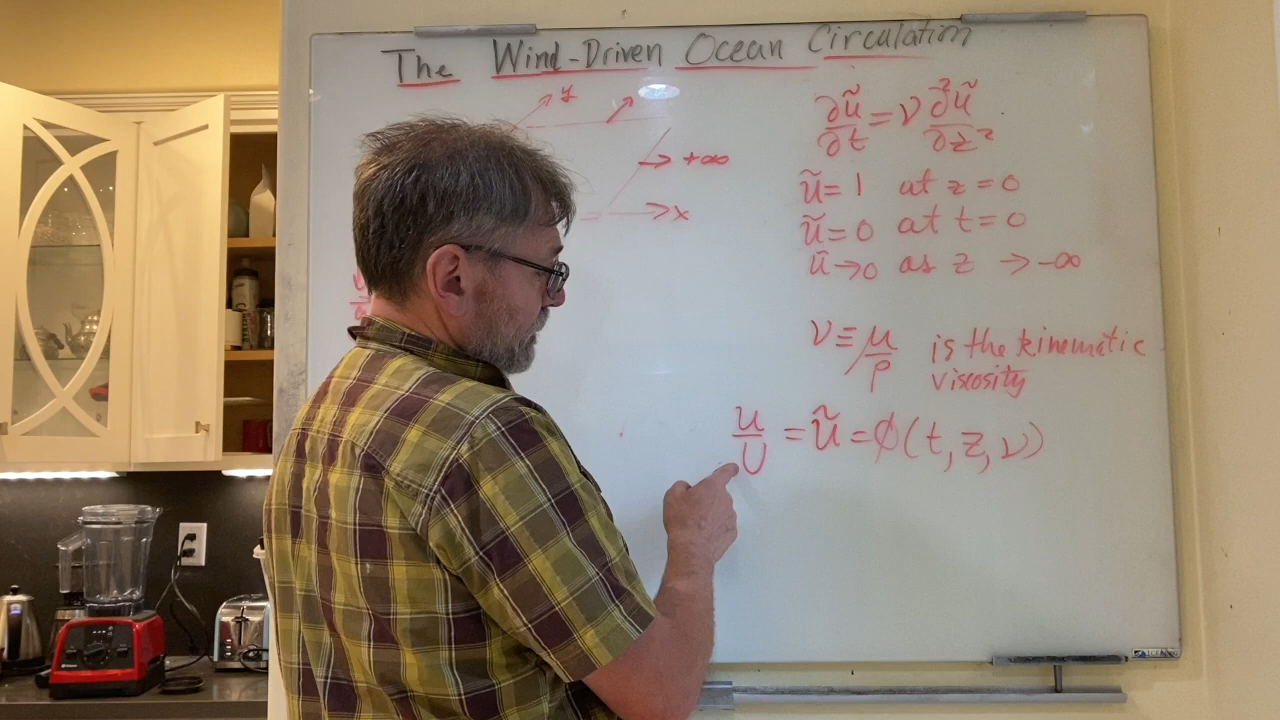 The Wind-Driven Ocean Circulation
y
→ +∞
x
∂ũ/∂t = ν ∂²ũ/∂z²
ũ = 1 at z = 0
ũ = 0 at t = 0
ũ → 0 as z → -∞
ν ≡ μ/ρ is the kinematic
viscosity
u/U = ũ = φ(t, z, ν)